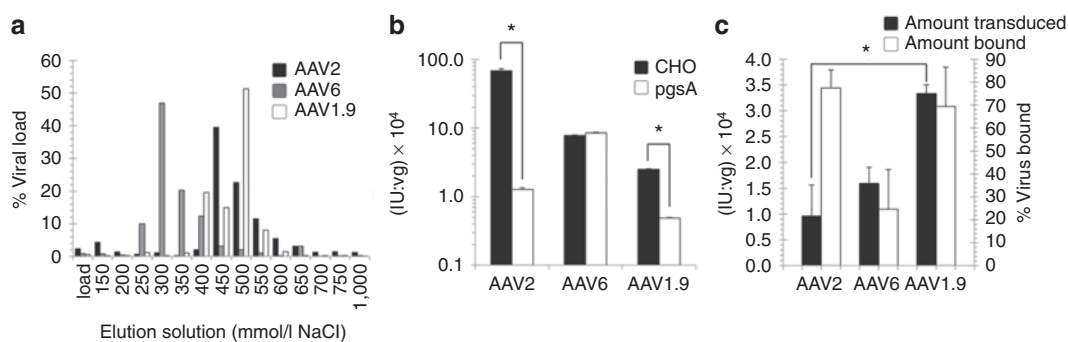 a
% Viral load
60
50
40
30
20
10
0
AAV2
AAV6
AAV1.9
load
150
200
250
300
350
400
450
500
550
600
650
700
750
1,000
Elution solution (mmol/l NaCl)
b
(IU:vg) × 10⁴
100.0
10.0
1.0
0.1
*
*
CHO
pgsA
AAV2 AAV6 AAV1.9
c
Amount transduced
Amount bound
*
(IU:vg) × 10⁴
4.0
3.5
3.0
2.5
2.0
1.5
1.0
0.5
0.0
90
80
70
60
50
40
30
20
10
0
% Virus bound
AAV2 AAV6 AAV1.9